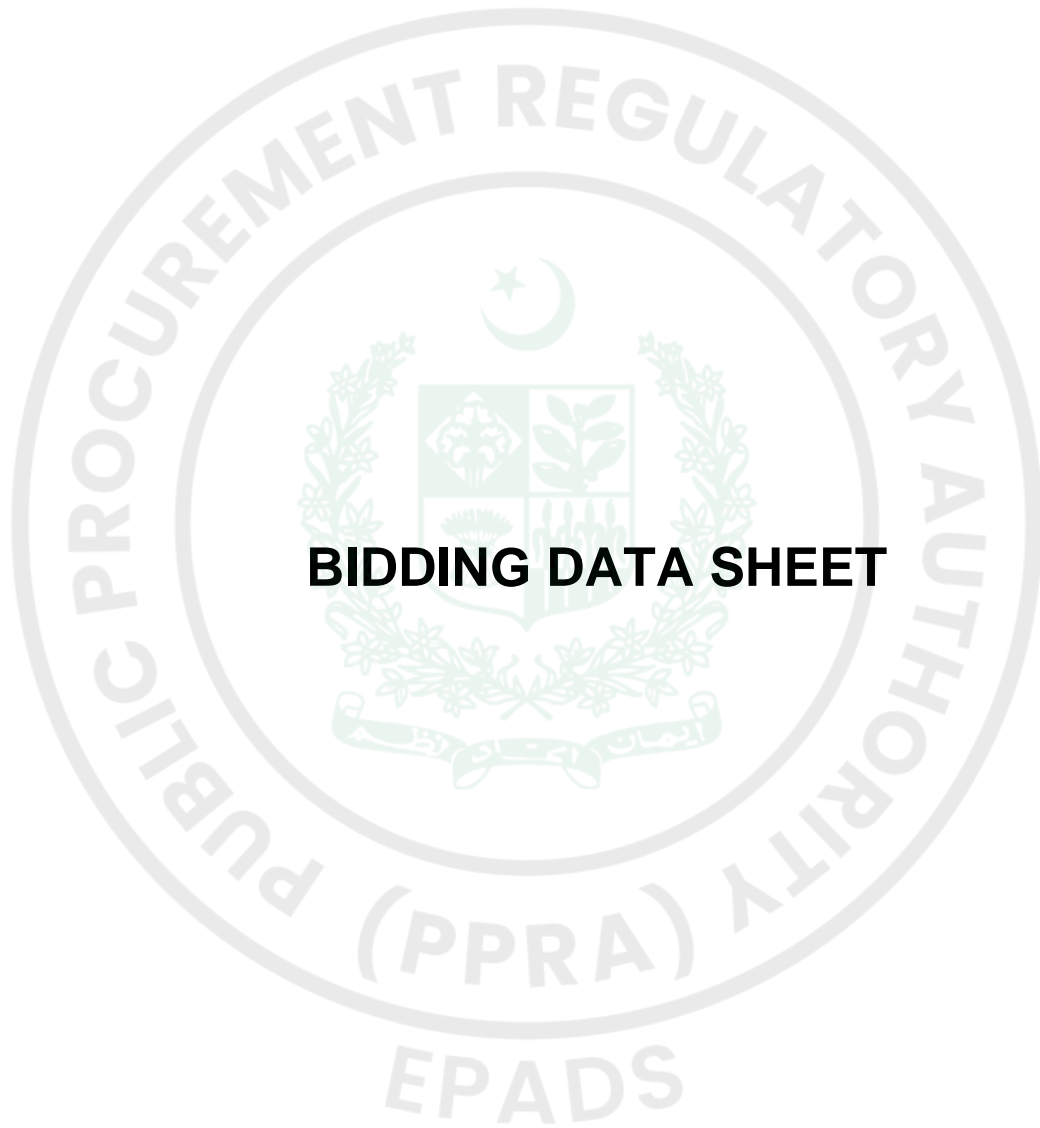 PUBLIC PROCUREMENT REGULATORY AUTHORITY
BIDDING DATA SHEET
(PPRA)
EPADS